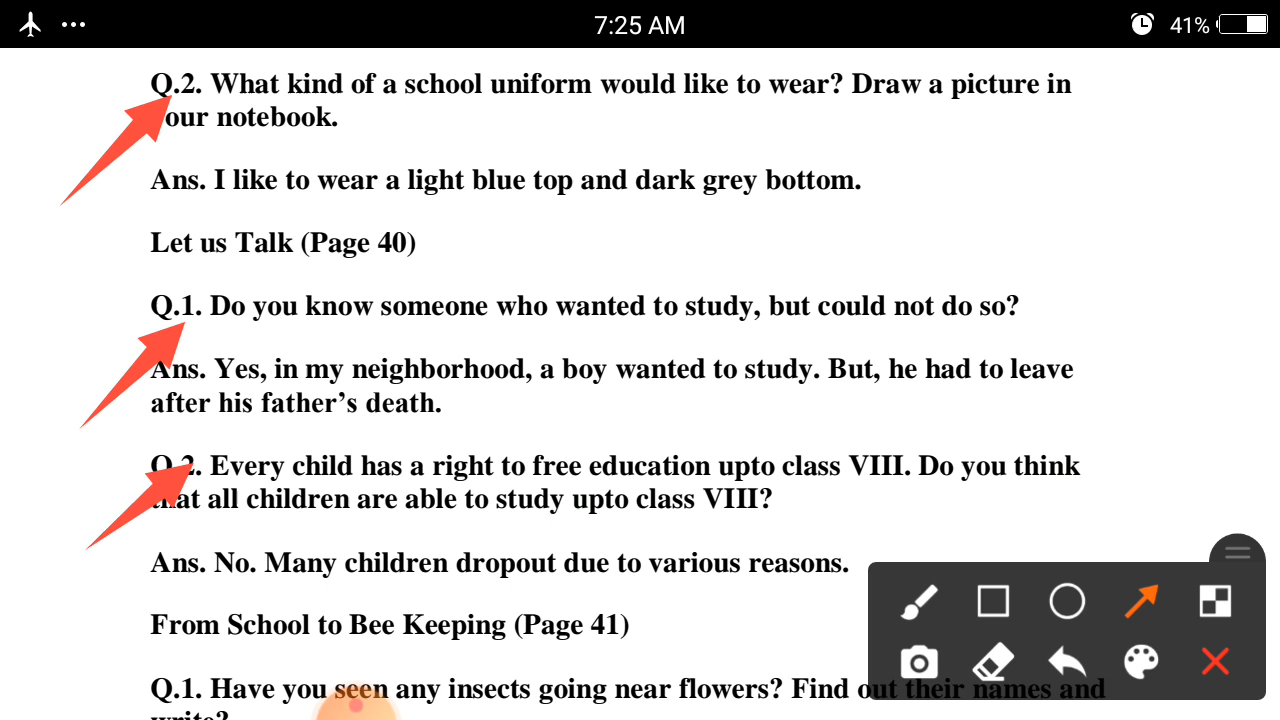 7:25 AM
41%
Q.2. What kind of a school uniform would like to wear? Draw a picture in
our notebook.
Ans. I like to wear a light blue top and dark grey bottom.
Let us Talk (Page 40)
Q.1. Do you know someone who wanted to study, but could not do so?
Ans. Yes, in my neighborhood, a boy wanted to study. But, he had to leave
after his father’s death.
Q.2. Every child has a right to free education upto class VIII. Do you think
that all children are able to study upto class VIII?
Ans. No. Many children dropout due to various reasons.
From School to Bee Keeping (Page 41)
Q.1. Have you seen any insects going near flowers? Find out their names and
write?